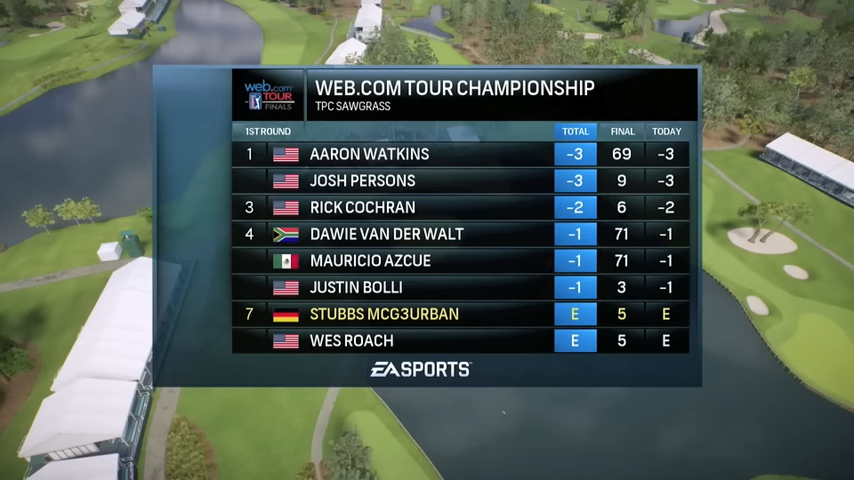 web.com
TOUR
FINALS
WEB.COM TOUR CHAMPIONSHIP
TPC SAWGRASS
1ST ROUND TOTAL FINAL TODAY
1 AARON WATKINS -3 69 -3
JOSH PERSONS -3 9 -3
3 RICK COCHRAN -2 6 -2
4 DAWIE VAN DER WALT -1 71 -1
MAURICIO AZCUE -1 71 -1
JUSTIN BOLLI -1 3 -1
7 STUBBS MCG3URBAN E 5 E
WES ROACH E 5 E
EA SPORTS